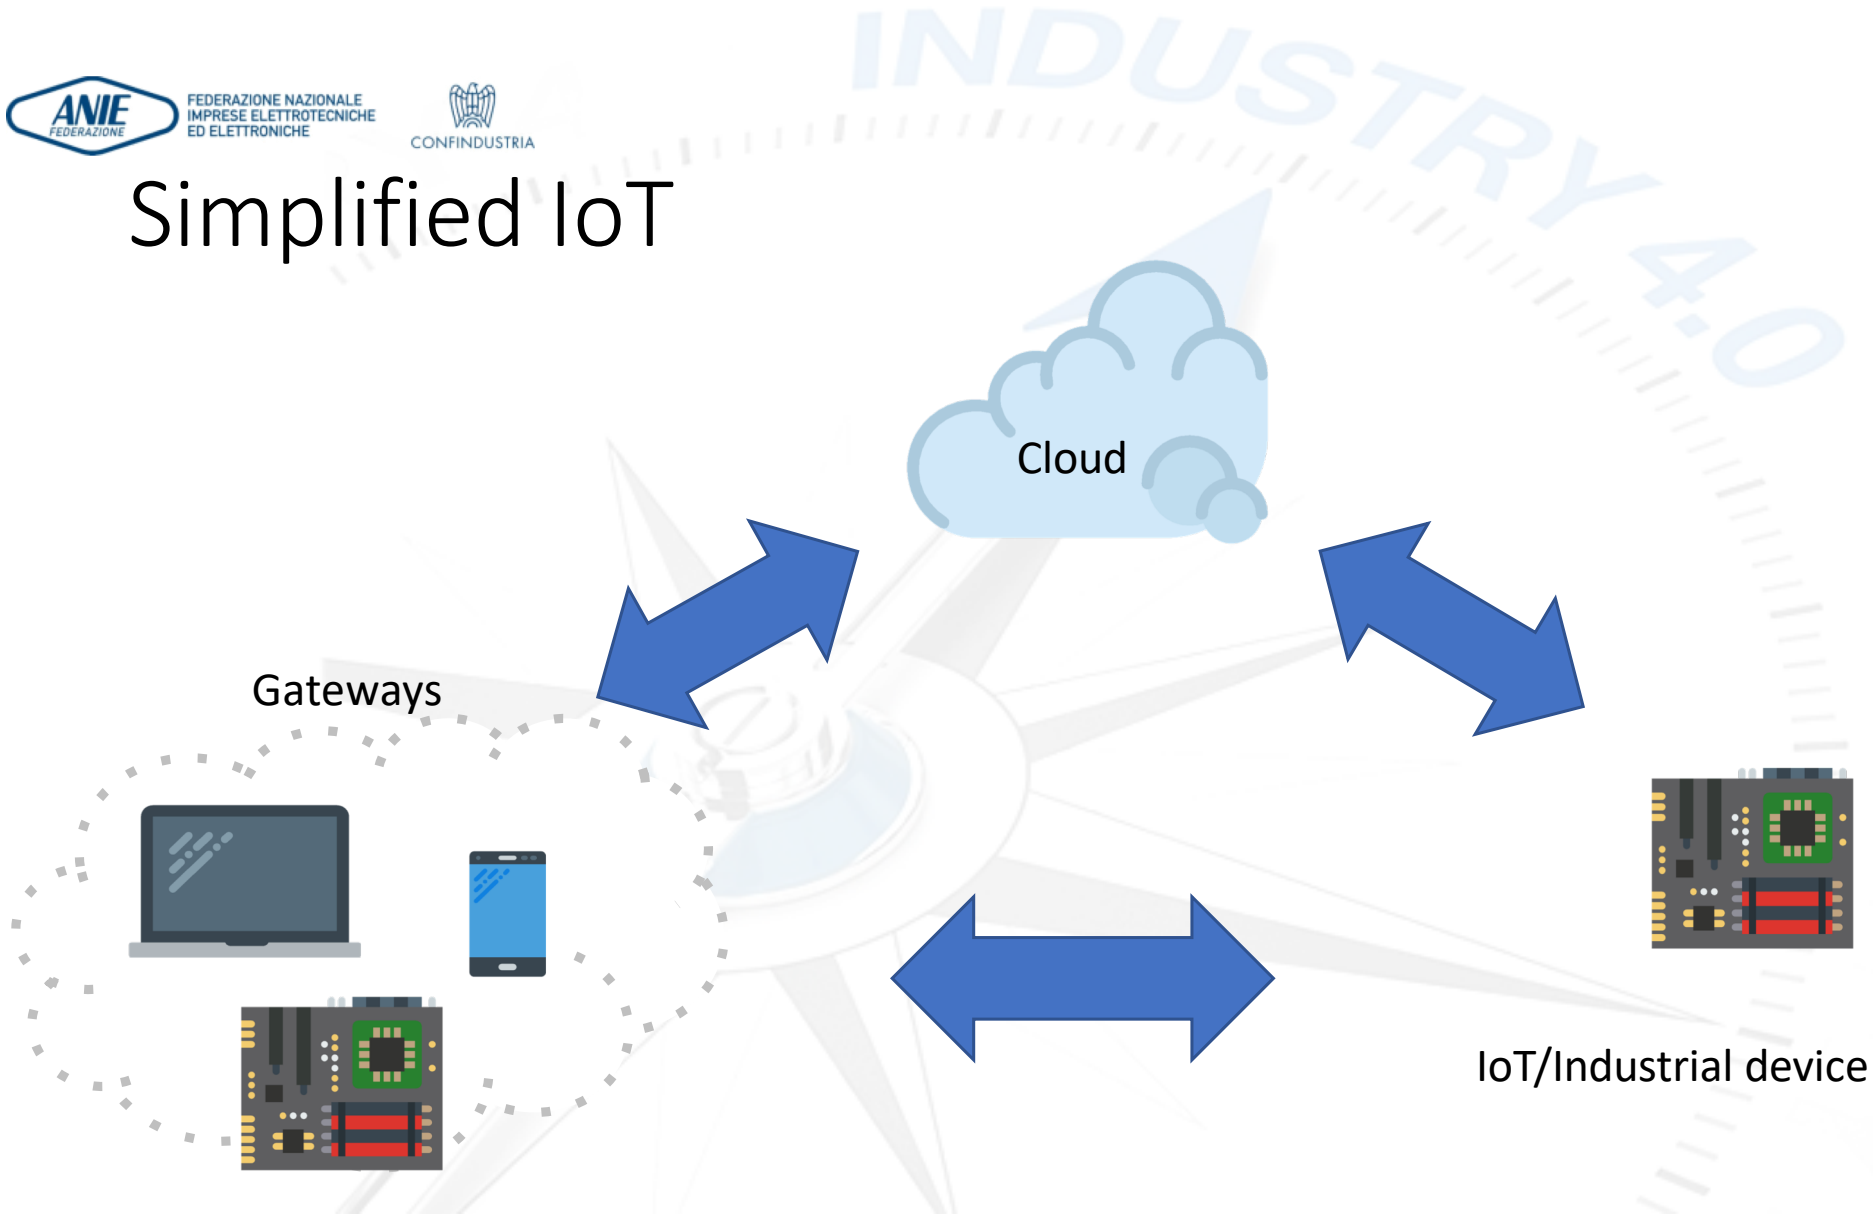 INDUSTRY 4.0
ANIE
FEDERAZIONE
FEDERAZIONE NAZIONALE
IMPRESE ELETTROTECNICHE
ED ELETTRONICHE
CONFINDUSTRIA
Simplified IoT
Cloud
Gateways
IoT/Industrial device